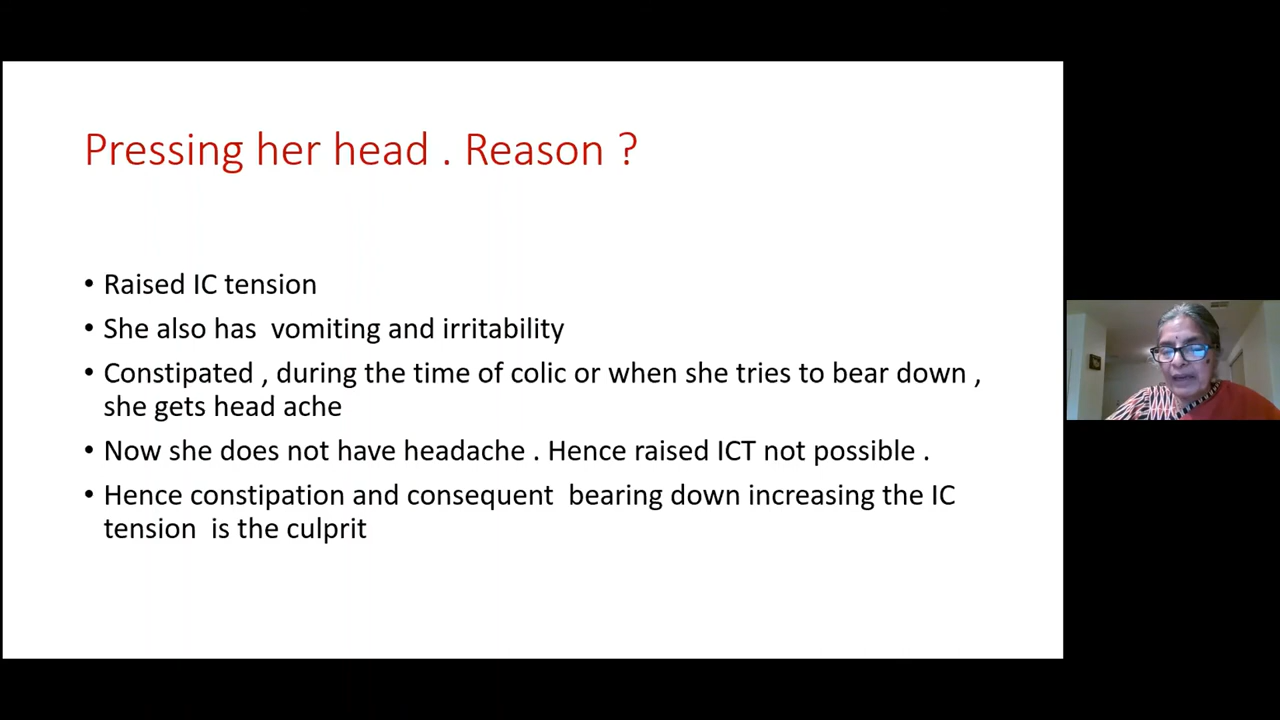 Pressing her head . Reason ?
• Raised IC tension
• She also has  vomiting and irritability
• Constipated , during the time of colic or when she tries to bear down ,
she gets head ache
• Now she does not have headache . Hence raised ICT not possible .
• Hence constipation and consequent  bearing down increasing the IC
tension  is the culprit